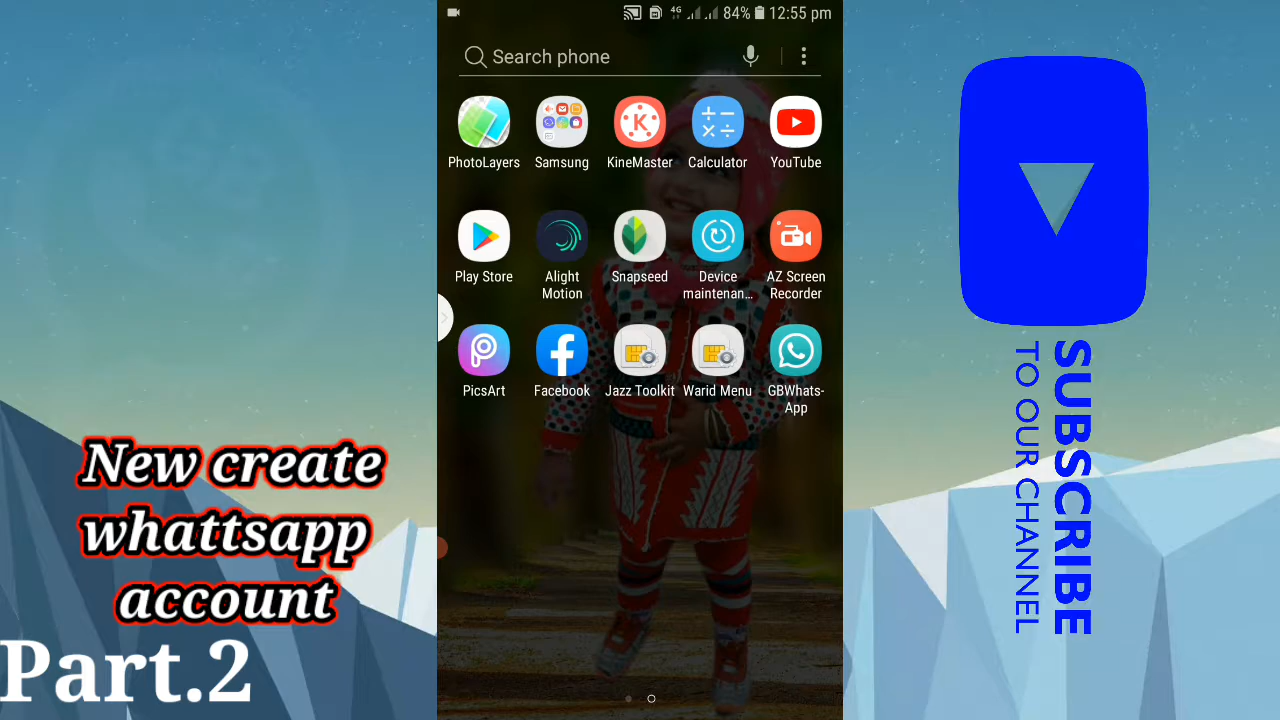 4G 84% 12:55 pm
Search phone
PhotoLayers Samsung KineMaster Calculator YouTube
Play Store Alight Motion Snapseed Device maintenan... AZ Screen Recorder
PicsArt Facebook Jazz Toolkit Warid Menu GBWhats-App
New create
whattsapp
account
Part.2
SUBSCRIBE
TO OUR CHANNEL